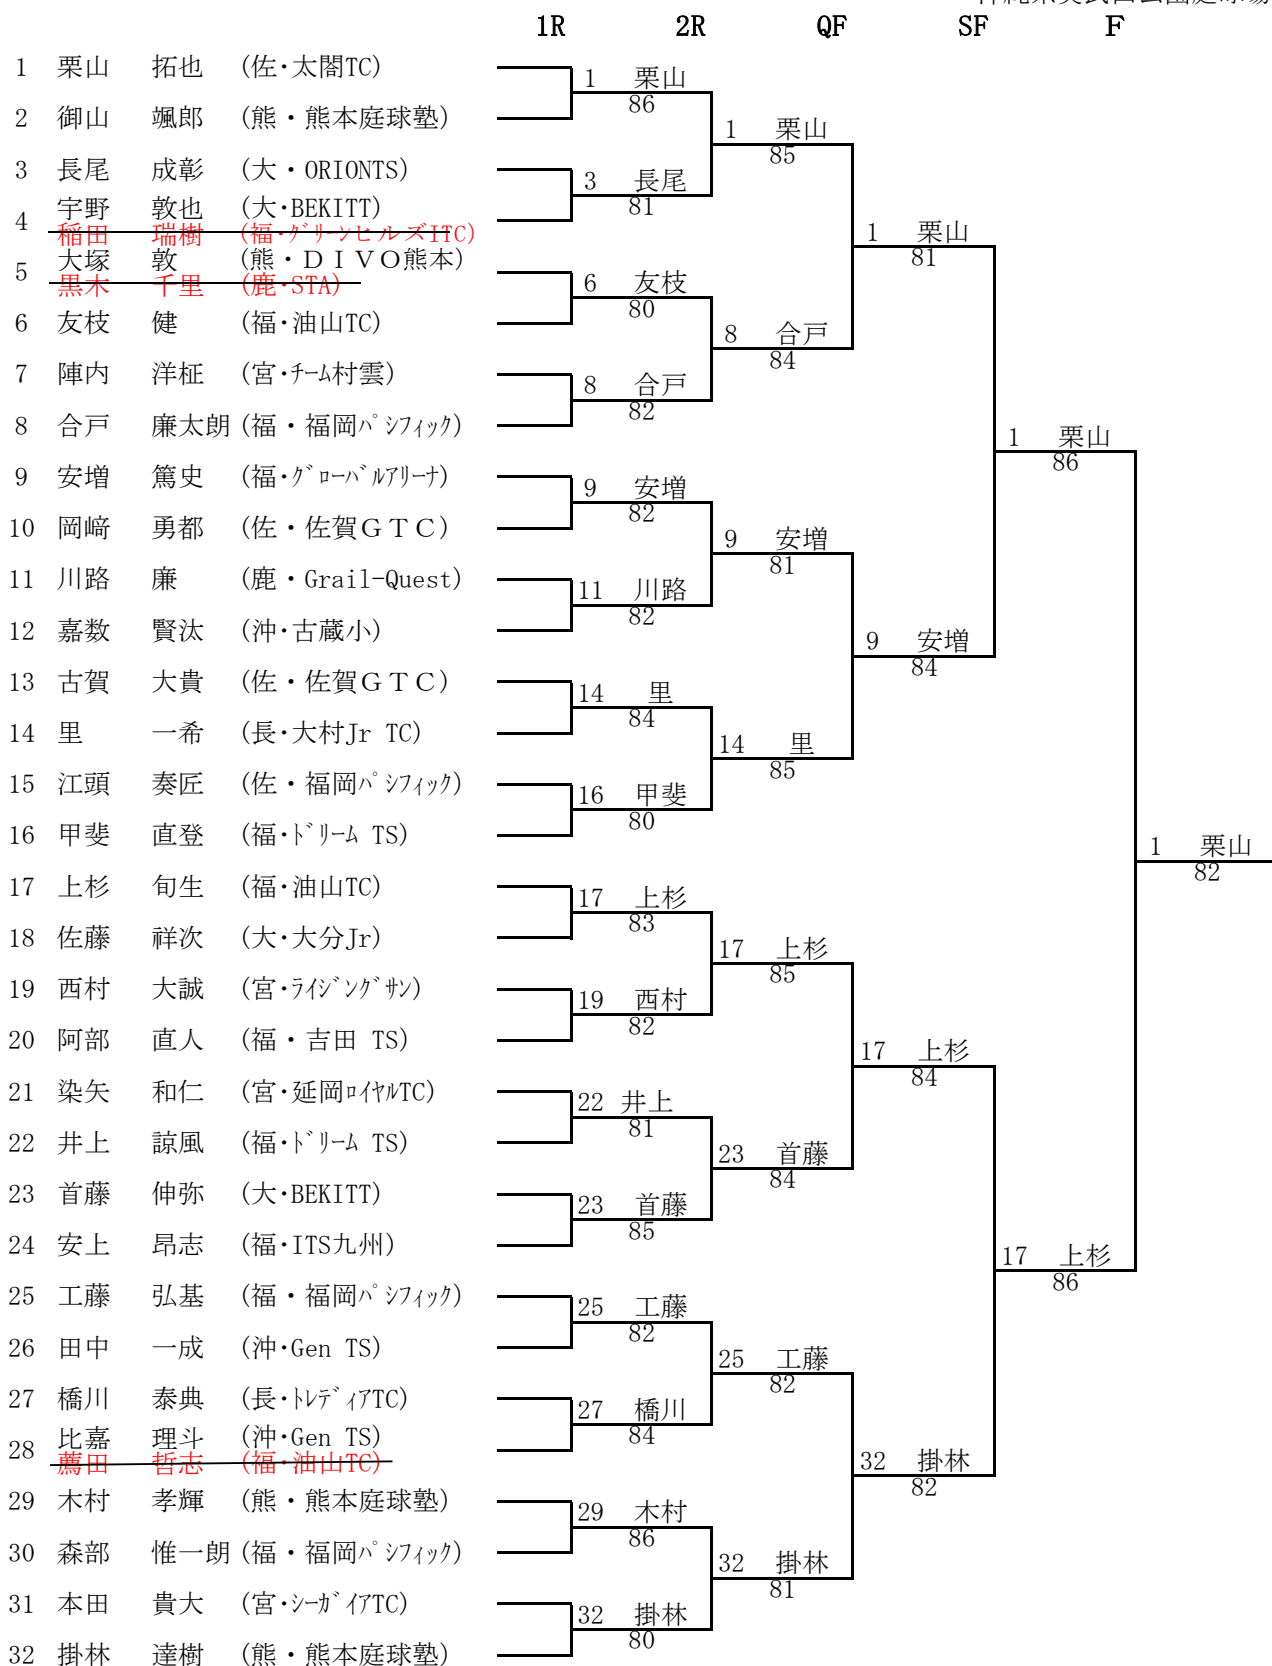 1R 2R QF SF F
1 栗山 拓也 (佐・太閤TC)
1 栗山
86
2 御山 颯郎 (熊・熊本庭球塾)
1 栗山
85
3 長尾 成彰 (大・ORIONTS)
3 長尾
81
4 宇野 敦也 (大・BEKITT)
稲田 瑞樹 (福・グリーンヒルズITC)
1 栗山
81
5 大塚 敦 (熊・DIVO熊本)
黒木 千里 (鹿・STA)
6 友枝
80
6 友枝 健 (福・油山TC)
8 合戸
84
7 陣内 洋柾 (宮・チーム村雲)
8 合戸
82
8 合戸 廉太朗 (福・福岡パシフィック)
1 栗山
86
9 安増 篤史 (福・グローバルアリーナ)
9 安増
82
10 岡﨑 勇都 (佐・佐賀GTC)
9 安増
81
11 川路 廉 (鹿・Grail-Quest)
11 川路
82
12 嘉数 賢汰 (沖・古蔵小)
9 安増
84
13 古賀 大貴 (佐・佐賀GTC)
14 里
84
14 里 一希 (長・大村Jr TC)
14 里
85
15 江頭 奏匠 (佐・福岡パシフィック)
16 甲斐
80
16 甲斐 直登 (福・ドリーム TS)
1 栗山
82
17 上杉 旬生 (福・油山TC)
17 上杉
83
18 佐藤 祥次 (大・大分Jr)
17 上杉
85
19 西村 大誠 (宮・ライジングサン)
19 西村
82
20 阿部 直人 (福・吉田 TS)
17 上杉
84
21 染矢 和仁 (宮・延岡ロイヤルTC)
22 井上
81
22 井上 諒風 (福・ドリーム TS)
23 首藤
84
23 首藤 伸弥 (大・BEKITT)
23 首藤
85
24 安上 昂志 (福・ITS九州)
17 上杉
86
25 工藤 弘基 (福・福岡パシフィック)
25 工藤
82
26 田中 一成 (沖・Gen TS)
25 工藤
82
27 橋川 泰典 (長・トレディアTC)
27 橋川
84
28 比嘉 理斗 (沖・Gen TS)
薦田 哲志 (福・油山TC)
32 掛林
82
29 木村 孝輝 (熊・熊本庭球塾)
29 木村
86
30 森部 惟一朗 (福・福岡パシフィック)
32 掛林
81
31 本田 貴大 (宮・シーガイアTC)
32 掛林
80
32 掛林 達樹 (熊・熊本庭球塾)